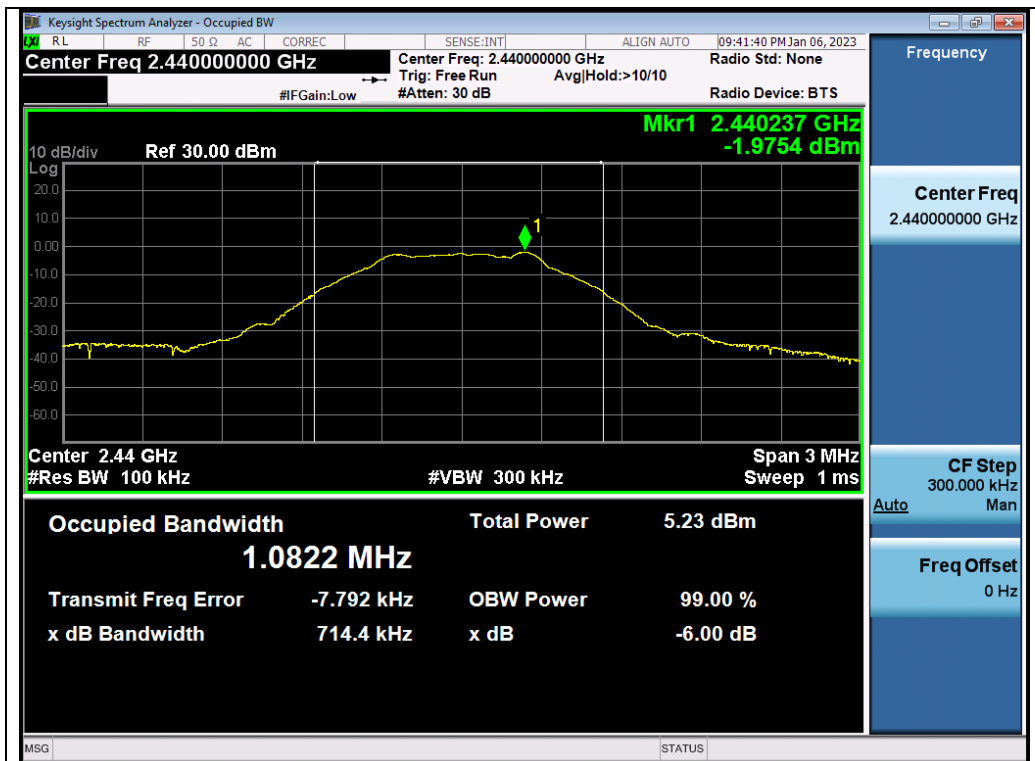 Keysight Spectrum Analyzer - Occupied BW
LXI RL RF 50 Ω AC CORREC SENSE:INT ALIGN AUTO 09:41:40 PM Jan 06, 2023
Center Freq 2.440000000 GHz
#IFGain:Low
Center Freq: 2.440000000 GHz
Trig: Free Run Avg|Hold:>10/10
#Atten: 30 dB
Radio Std: None
Radio Device: BTS
Mkr1 2.440237 GHz
-1.9754 dBm
10 dB/div Ref 30.00 dBm
Log
20.0
10.0
0.00
-10.0
-20.0
-30.0
-40.0
-50.0
-60.0
1
Center 2.44 GHz Span 3 MHz
#Res BW 100 kHz #VBW 300 kHz Sweep 1 ms
Occupied Bandwidth Total Power 5.23 dBm
1.0822 MHz
Transmit Freq Error -7.792 kHz OBW Power 99.00 %
x dB Bandwidth 714.4 kHz x dB -6.00 dB
Frequency
Center Freq
2.440000000 GHz
CF Step
300.000 kHz
Auto Man
Freq Offset
0 Hz
MSG STATUS